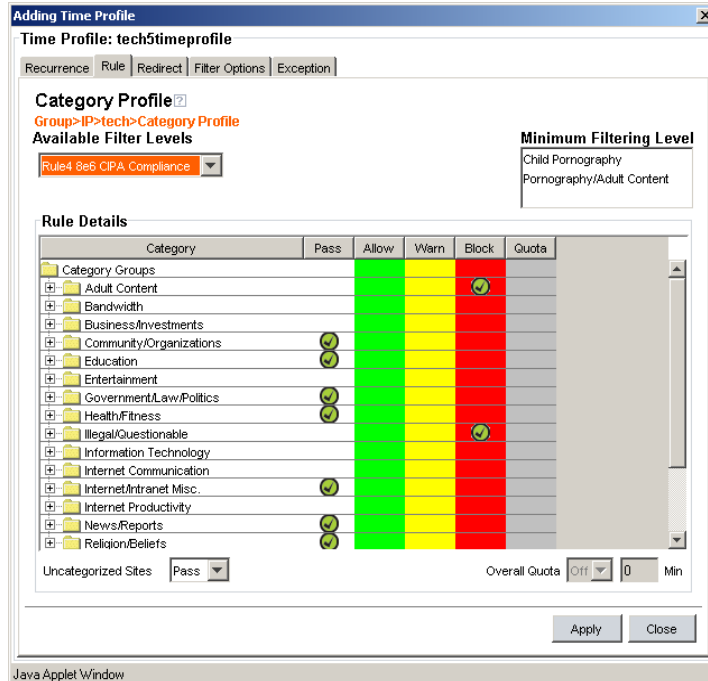 Adding Time Profile
Time Profile: tech5timeprofile
Recurrence Rule Redirect Filter Options Exception
Category Profile ?
Group>IP>tech>Category Profile
Available Filter Levels
Minimum Filtering Level
Rule4 8e6 CIPA Compliance
Child Pornography
Pornography/Adult Content
Rule Details
Category Pass Allow Warn Block Quota
Category Groups
Adult Content
Bandwidth
Business/Investments
Community/Organizations
Education
Entertainment
Government/Law/Politics
Health/Fitness
Illegal/Questionable
Information Technology
Internet Communication
Internet/Intranet Misc.
Internet Productivity
News/Reports
Religion/Beliefs
Uncategorized Sites Pass Overall Quota Off 0 Min
Apply Close
Java Applet Window